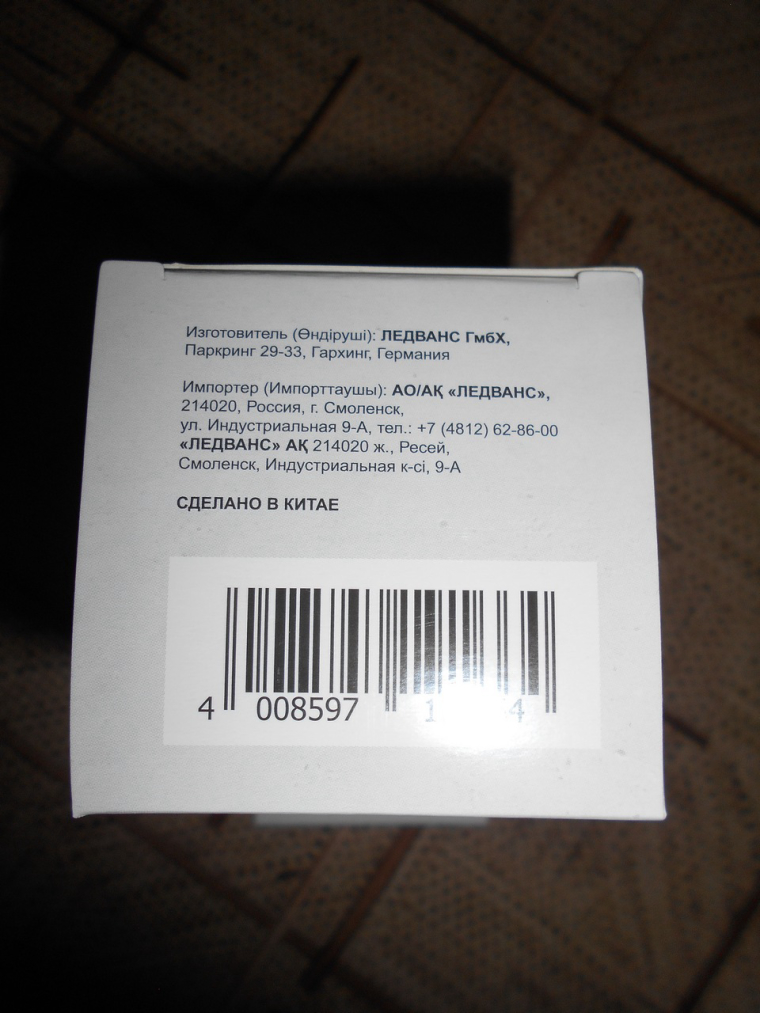 Изготовитель (Өндіруші): ЛЕДВАНС ГмбХ,
Паркринг 29-33, Гархинг, Германия
Импортер (Импорттаушы): АО/АҚ «ЛЕДВАНС»,
214020, Россия, г. Смоленск,
ул. Индустриальная 9-А, тел.: +7 (4812) 62-86-00
«ЛЕДВАНС» АҚ 214020 ж., Ресей,
Смоленск, Индустриальная к-сі, 9-А
СДЕЛАНО В КИТАЕ
4 008597